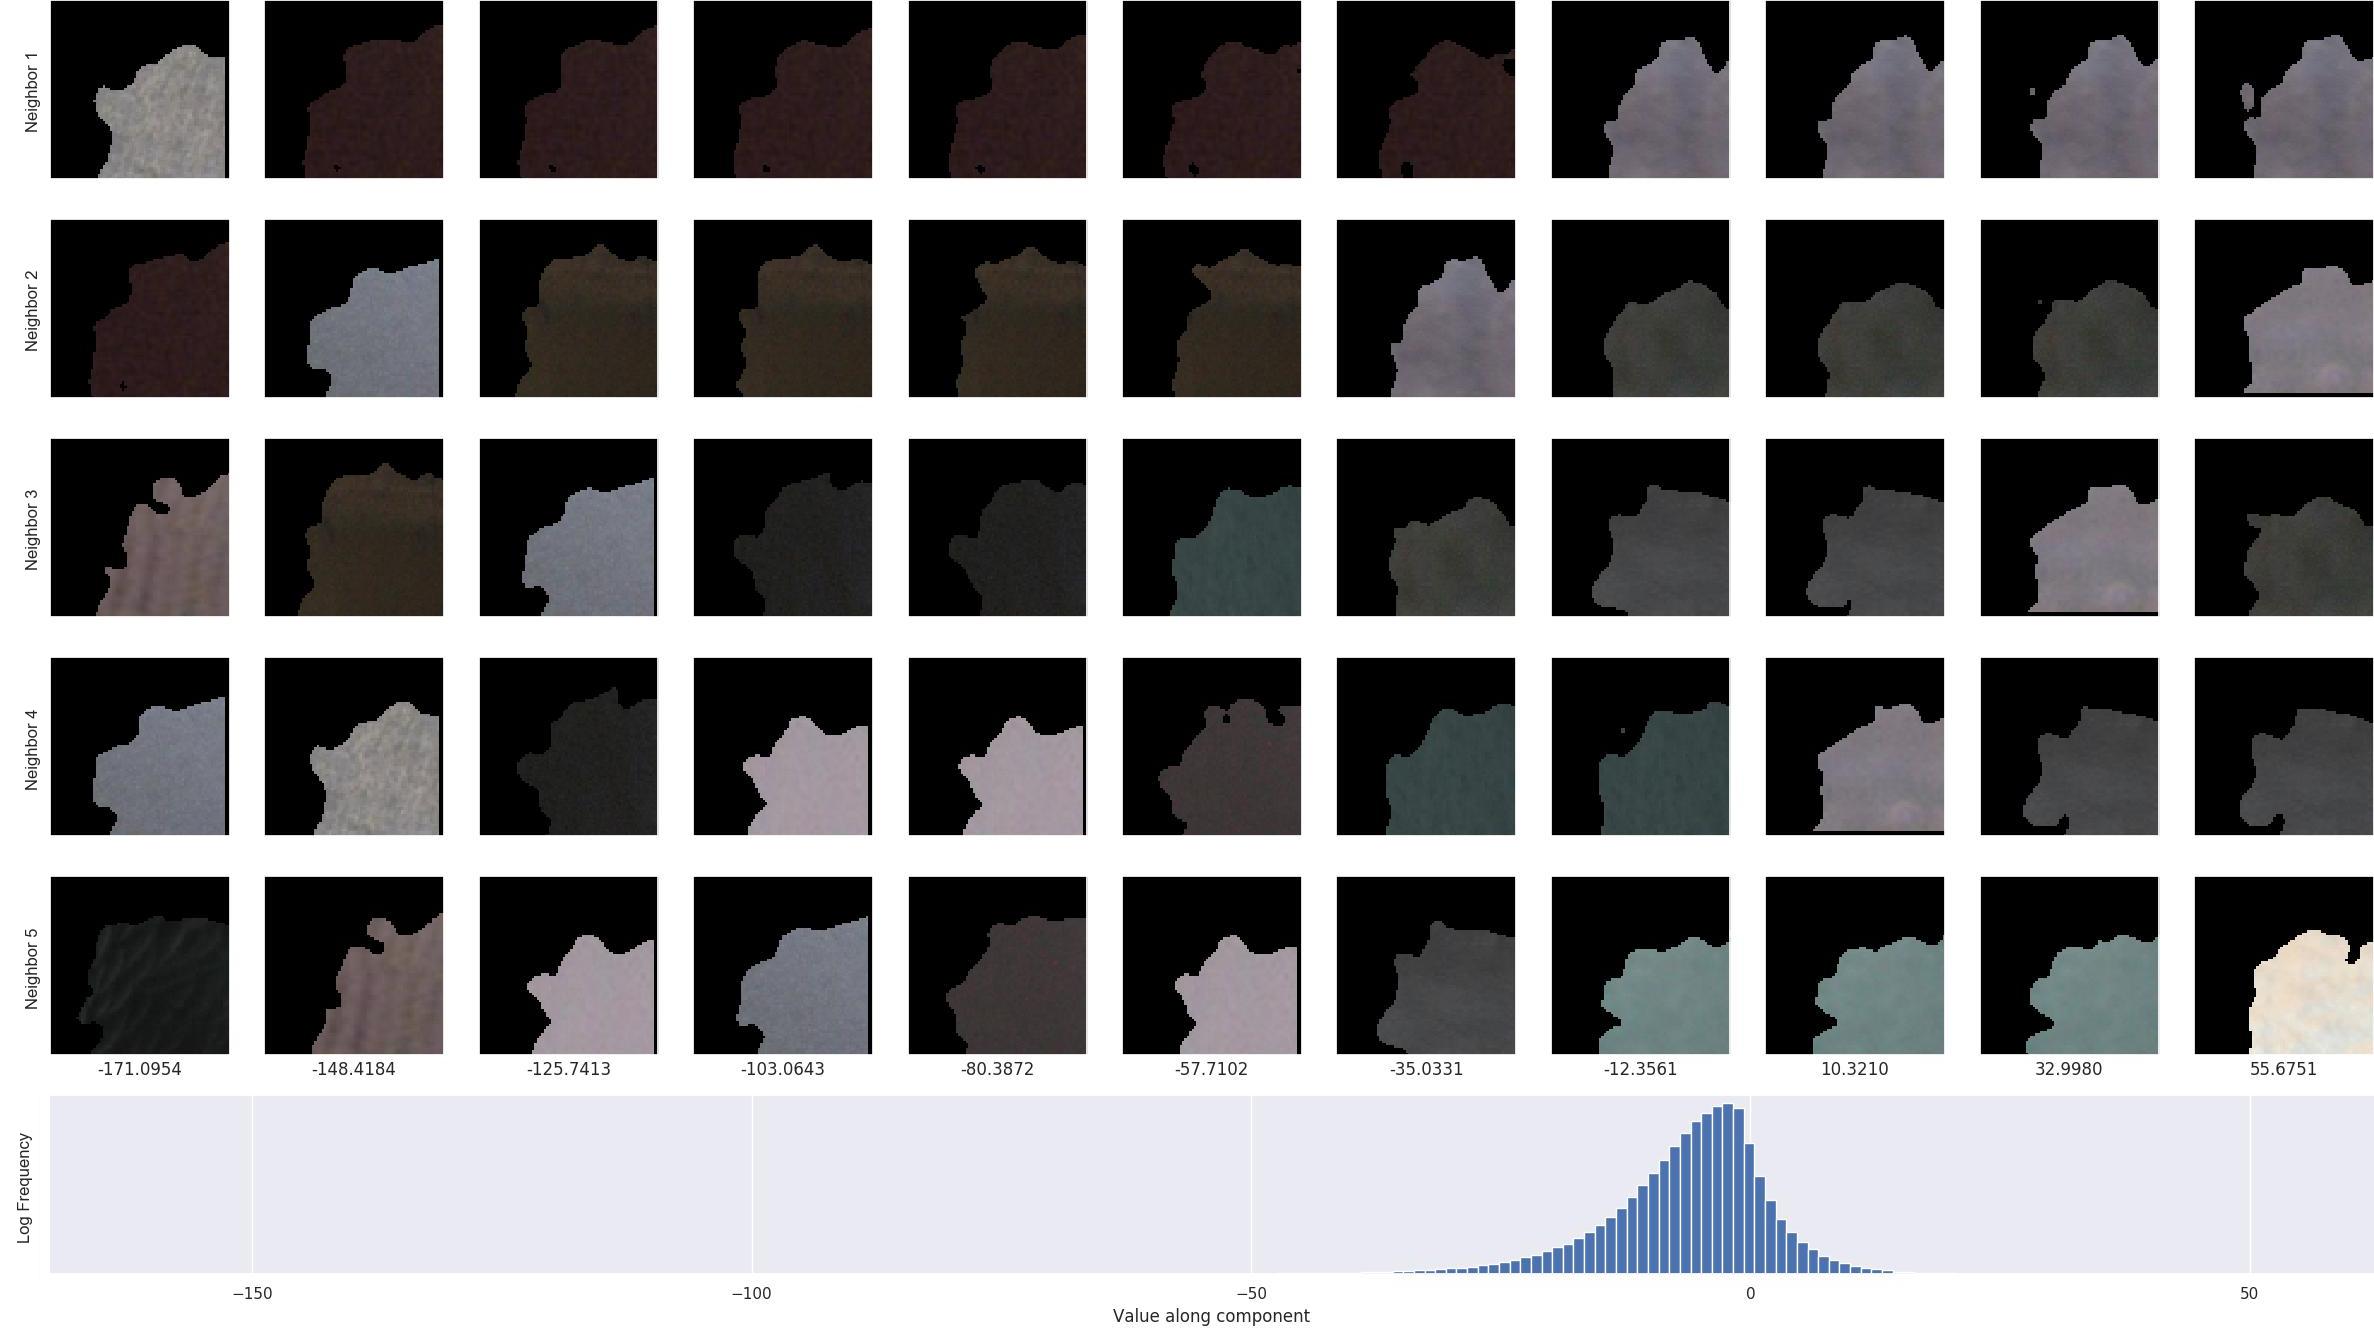 Neighbor 1
Neighbor 2
Neighbor 3
Neighbor 4
Neighbor 5
-171.0954 -148.4184 -125.7413 -103.0643 -80.3872 -57.7102 -35.0331 -12.3561 10.3210 32.9980 55.6751
Log Frequency
−150 −100 −50 0 50
Value along component